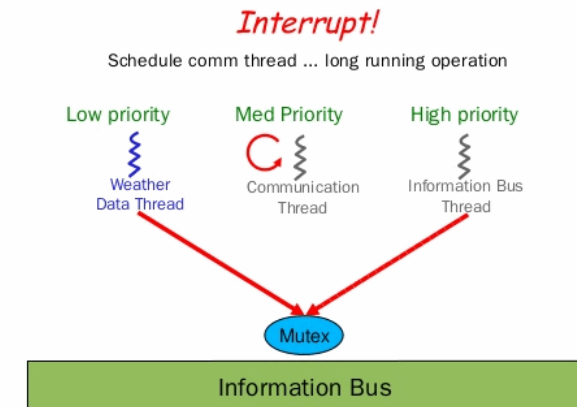 Interrupt!
Schedule comm thread ... long running operation
Low priority
Med Priority
High priority
Weather
Data Thread
Communication
Thread
Information Bus
Thread
Mutex
Information Bus